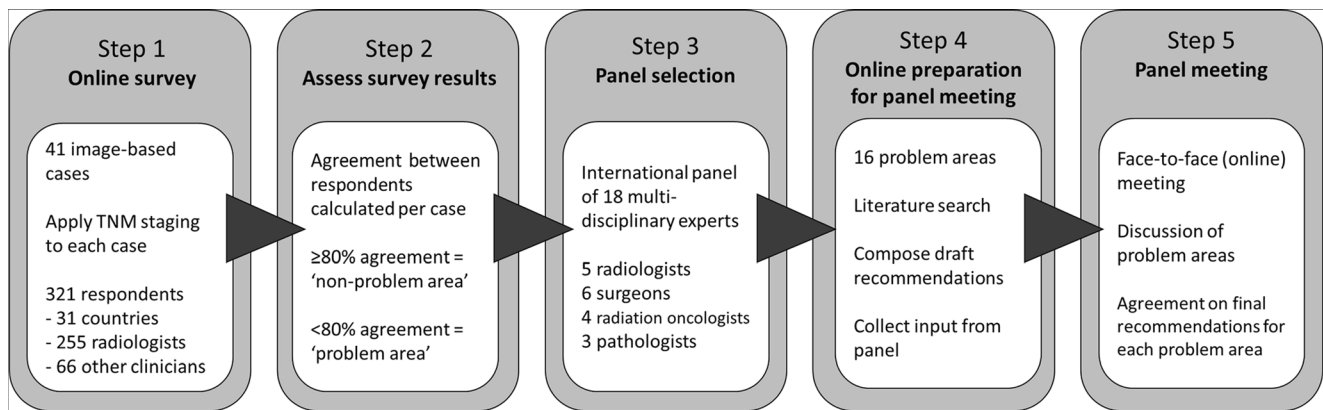 Step 1
Online survey
41 image-based
cases
Apply TNM staging
to each case
321 respondents
- 31 countries
- 255 radiologists
- 66 other clinicians
Step 2
Assess survey results
Agreement between
respondents
calculated per case
≥80% agreement =
‘non-problem area’
<80% agreement =
‘problem area’
Step 3
Panel selection
International panel
of 18 multi-
disciplinary experts
5 radiologists
6 surgeons
4 radiation oncologists
3 pathologists
Step 4
Online preparation
for panel meeting
16 problem areas
Literature search
Compose draft
recommendations
Collect input from
panel
Step 5
Panel meeting
Face-to-face (online)
meeting
Discussion of
problem areas
Agreement on final
recommendations for
each problem area